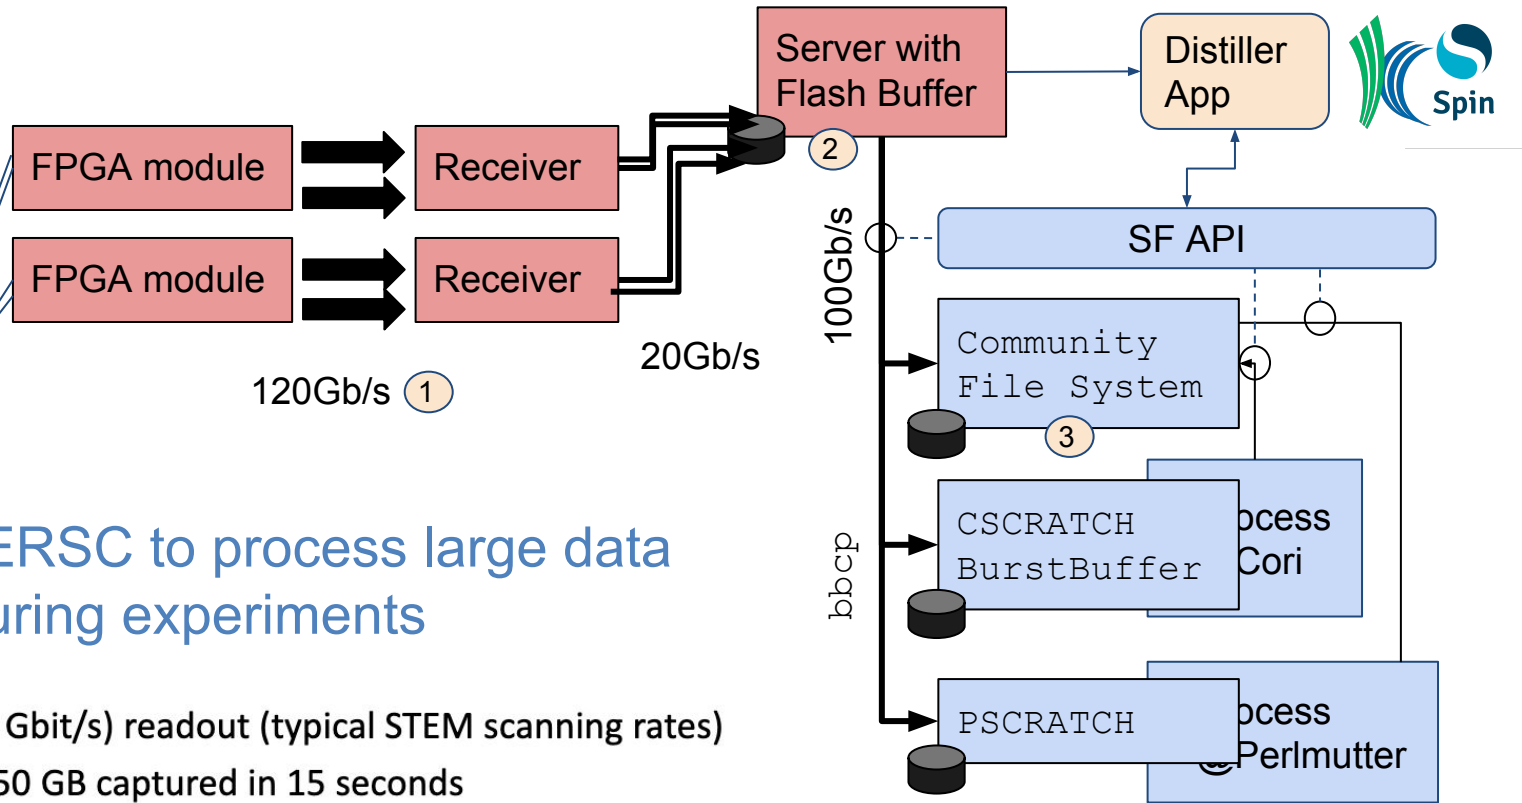 Server with
Flash Buffer
Distiller
App
Spin
2
FPGA module
Receiver
FPGA module
Receiver
SF API
100Gb/s
20Gb/s
120Gb/s
1
Community
File System
3
CSCRATCH
BurstBuffer
ocess
Cori
bbcp
PSCRATCH
ocess
@Perlmutter
ERSC to process large data
uring experiments
Gbit/s) readout (typical STEM scanning rates)
50 GB captured in 15 seconds